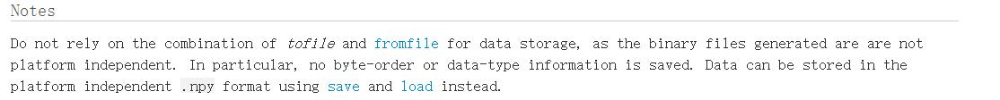 Notes
Do not rely on the combination of tofile and fromfile for data storage, as the binary files generated are are not
platform independent. In particular, no byte-order or data-type information is saved. Data can be stored in the
platform independent .npy format using save and load instead.